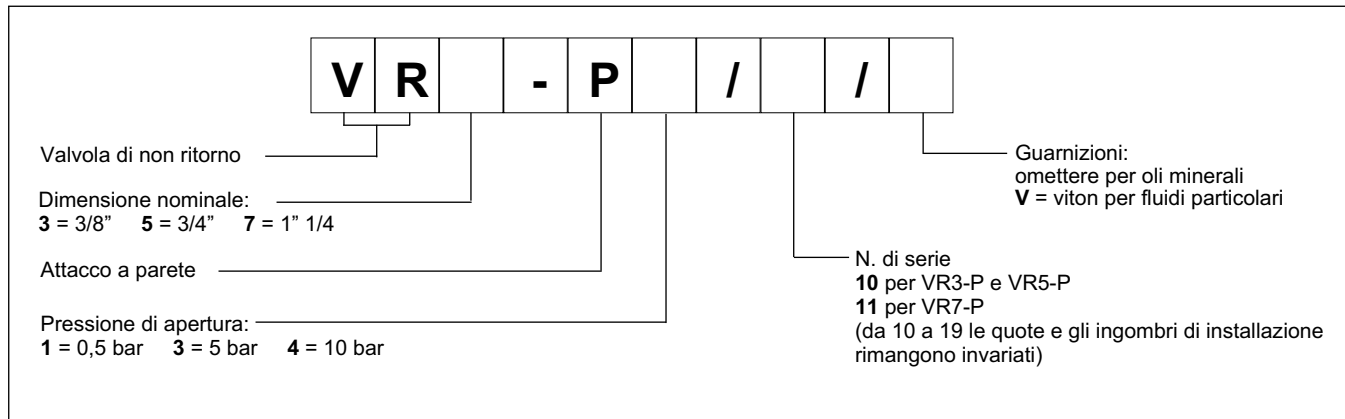 V R - P / /
Valvola di non ritorno
Dimensione nominale:
3 = 3/8” 5 = 3/4” 7 = 1” 1/4
Attacco a parete
Pressione di apertura:
1 = 0,5 bar 3 = 5 bar 4 = 10 bar
Guarnizioni:
omettere per oli minerali
V = viton per fluidi particolari
N. di serie
10 per VR3-P e VR5-P
11 per VR7-P
(da 10 a 19 le quote e gli ingombri di installazione
rimangono invariati)